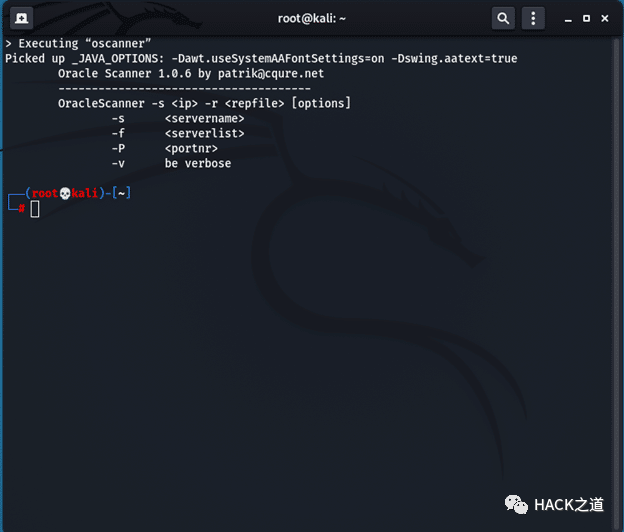 root@kali: ~
> Executing “oscanner”
Picked up _JAVA_OPTIONS: -Dawt.useSystemAAFontSettings=on -Dswing.aatext=true
Oracle Scanner 1.0.6 by patrik@cqure.net
--------------------------------------
OracleScanner -s <ip> -r <repfile> [options]
-s <servername>
-f <serverlist>
-P <portnr>
-v be verbose
┌──(root💀kali)-[~]
└─#
HACK之道